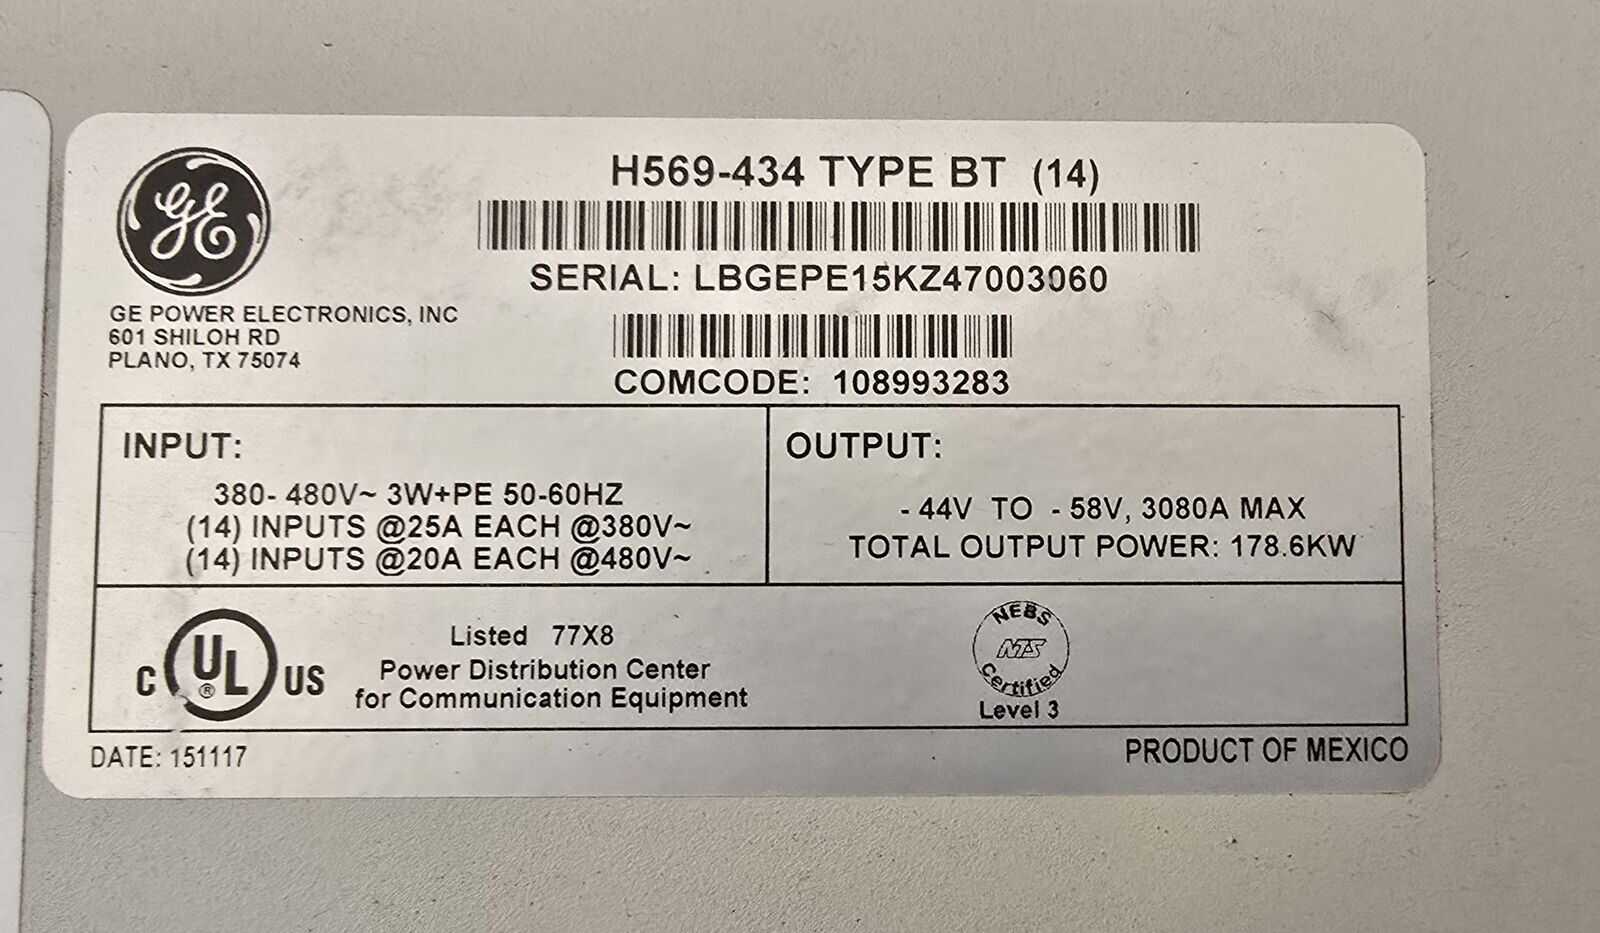 GE
H569-434 TYPE BT (14)
SERIAL: LBGEPE15KZ47003060
GE POWER ELECTRONICS, INC
601 SHILOH RD
PLANO, TX 75074
COMCODE: 108993283
INPUT:
380- 480V~ 3W+PE 50-60HZ
(14) INPUTS @25A EACH @380V~
(14) INPUTS @20A EACH @480V~
OUTPUT:
- 44V TO - 58V, 3080A MAX
TOTAL OUTPUT POWER: 178.6KW
C UL ® US
Listed 77X8
Power Distribution Center
for Communication Equipment
NEBS
NTS
Certified
Level 3
DATE: 151117
PRODUCT OF MEXICO